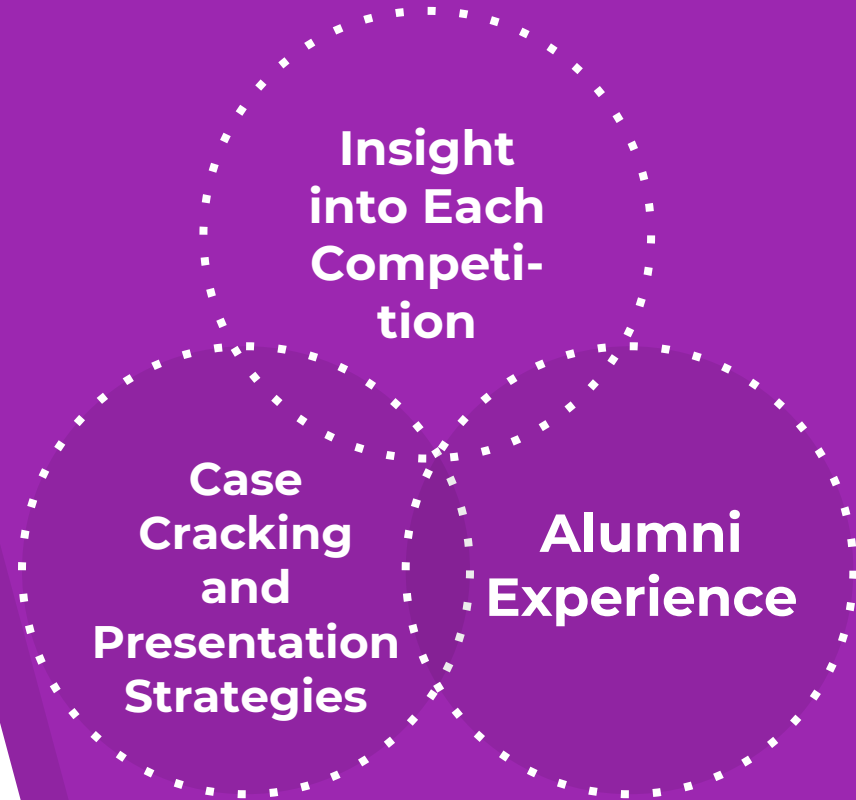 Insight
into Each
Competi-
tion
Case
Cracking
and
Presentation
Strategies
Alumni
Experience